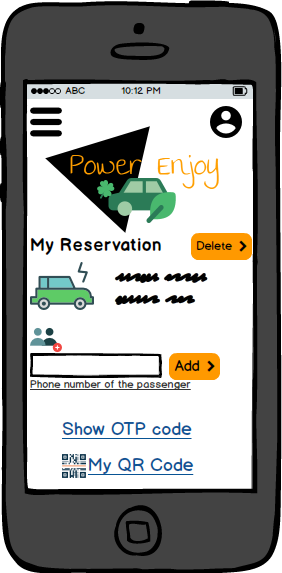 ABC 10:12 PM
Power Enjoy
My Reservation
Delete
Add
Phone number of the passenger
Show OTP code
My QR Code